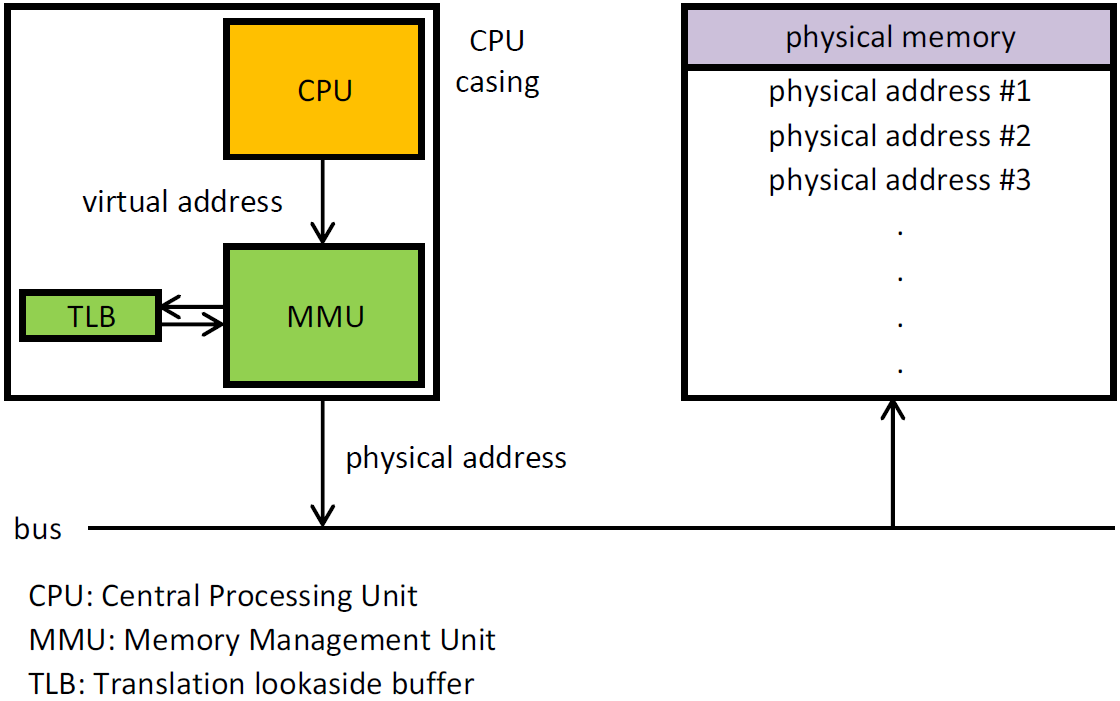 CPU
CPU
casing
virtual address
TLB
MMU
physical address
bus
physical memory
physical address #1
physical address #2
physical address #3
.
.
.
.
CPU: Central Processing Unit
MMU: Memory Management Unit
TLB: Translation lookaside buffer